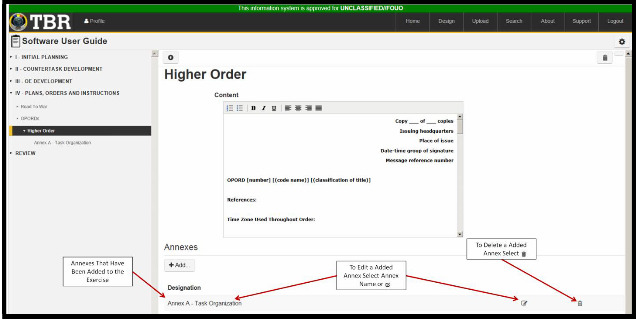 This information system is approved for UNCLASSIFIED//FOUO
TBR Profile Home Design Upload Search About Support Logout
Software User Guide
I - INITIAL PLANNING
II - COUNTERTASK DEVELOPMENT
III - OE DEVELOPMENT
IV - PLANS, ORDERS AND INSTRUCTIONS
Road To War
OPORDS
Higher Order
Annex A - Task Organization
REVIEW
Higher Order
Content
B I U
Copy ___ of ___ copies
Issuing headquarters
Place of issue
Date-time group of signature
Message reference number
OPORD [number] [(code name)] [(classification of title)]
References:
Time Zone Used Throughout Order:
Annexes
+ Add
Designation
Annex A - Task Organization
Annexes That Have
Been Added to the
Exercise
To Edit a Added
Annex Select Annex
Name or
To Delete a Added
Annex Select